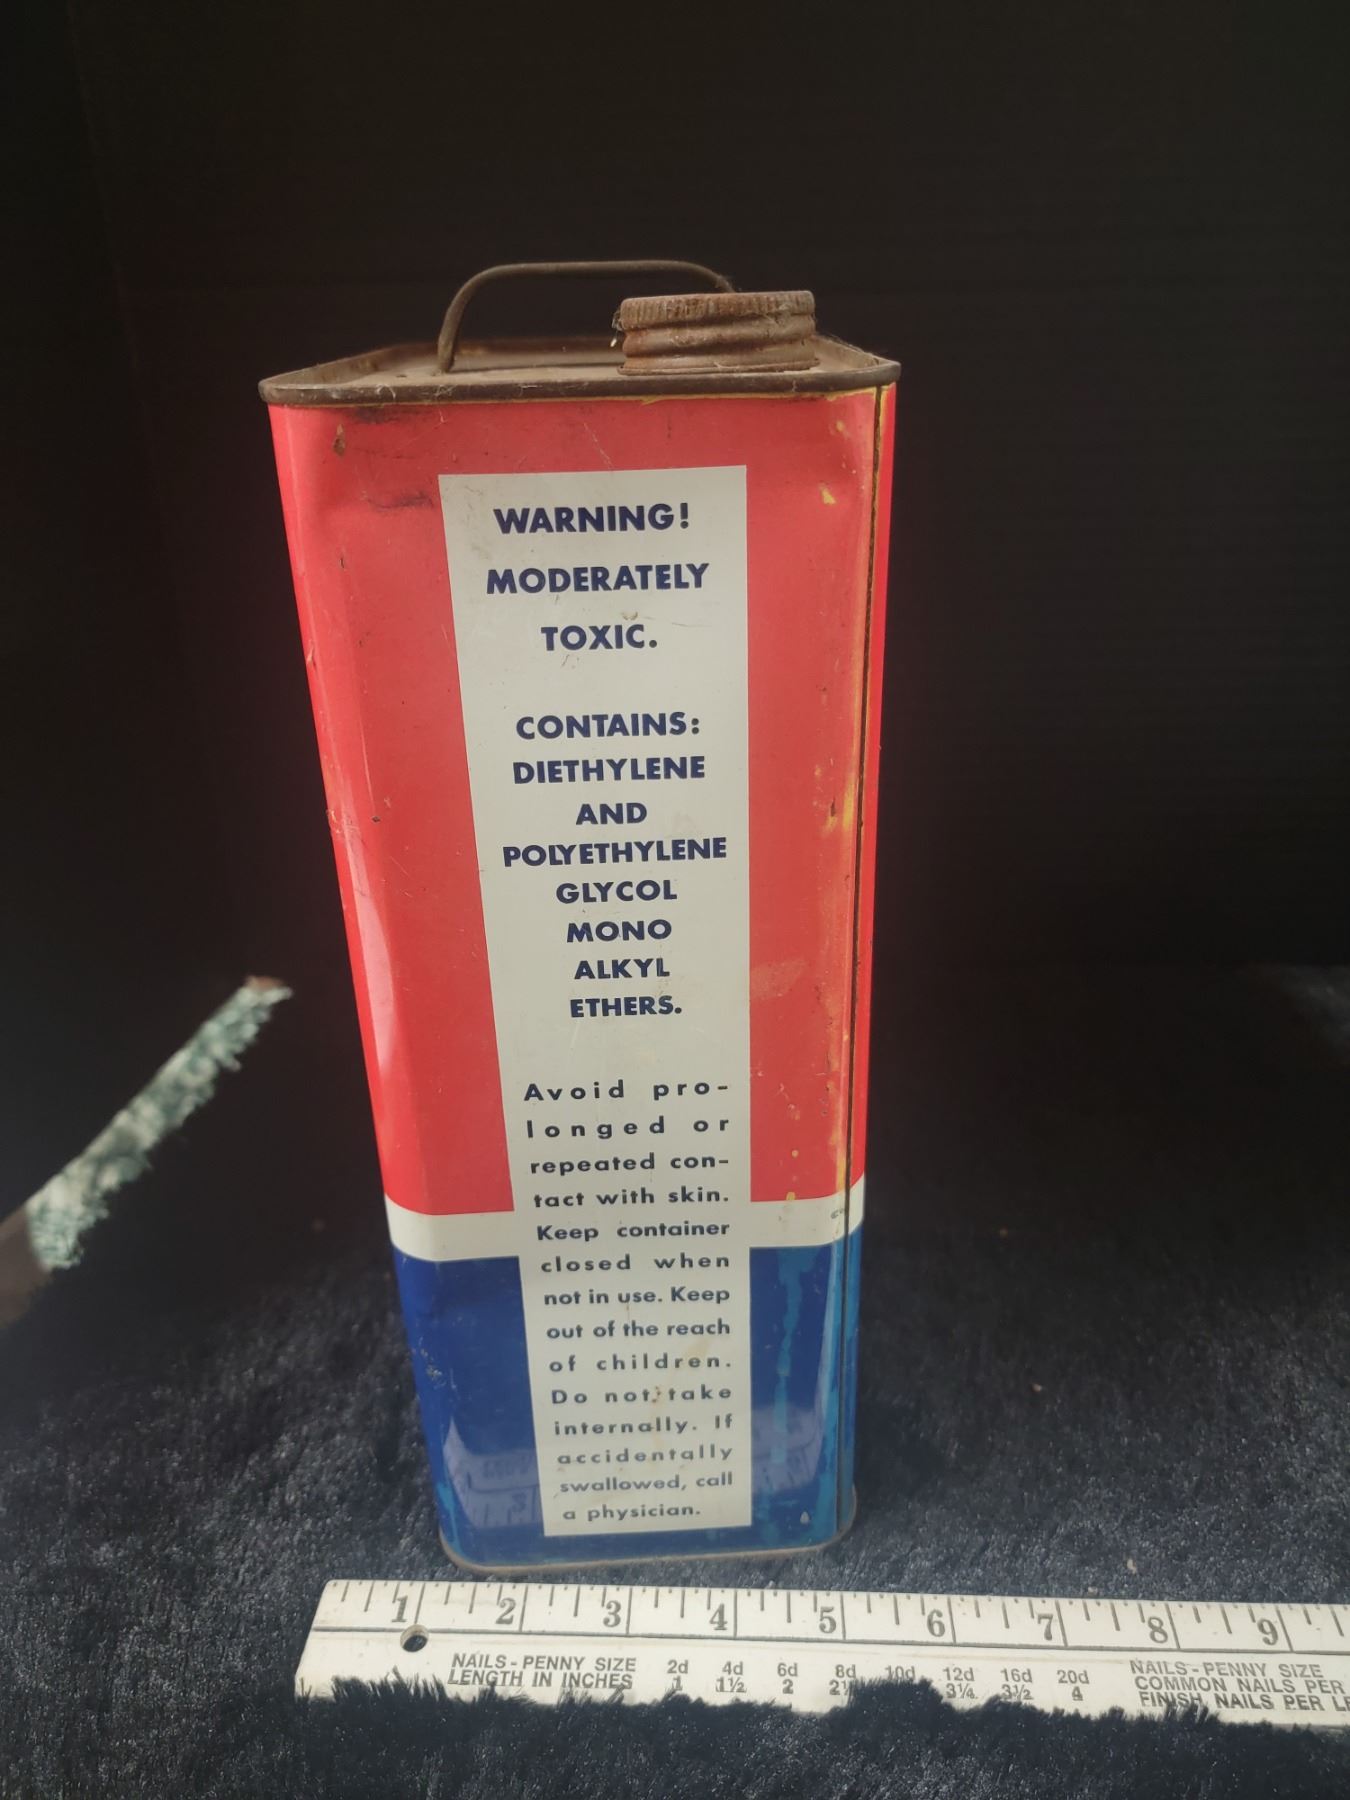 WARNING!
MODERATELY
TOXIC.
CONTAINS:
DIETHYLENE
AND
POLYETHYLENE
GLYCOL
MONO
ALKYL
ETHERS.
Avoid pro-
longed or
repeated con-
tact with skin.
Keep container
closed when
not in use. Keep
out of the reach
of children.
Do not take
internally. If
accidentally
swallowed, call
a physician.
1 2 3 4 5 6 7 8 9
NAILS - PENNY SIZE 2d 4d 6d 8d 10d 12d 16d 20d NAILS - PENNY SIZE
LENGTH IN INCHES 1 1½ 2 3¼ 3½ 4 COMMON NAILS PER
FINISH NAILS PER